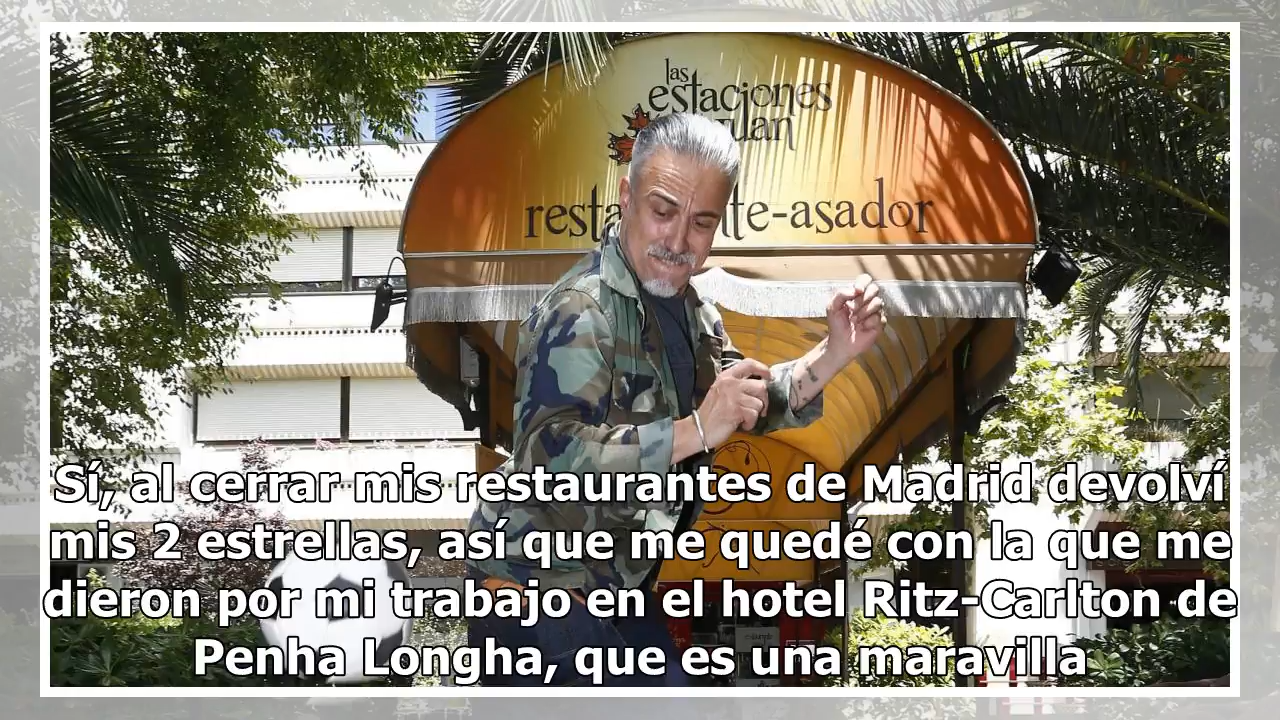 las
estaciones
resta te-asador
Sí, al cerrar mis restaurantes de Madrid devolví
mis 2 estrellas, así que me quedé con la que me
dieron por mi trabajo en el hotel Ritz-Carlton de
Penha Longha, que es una maravilla